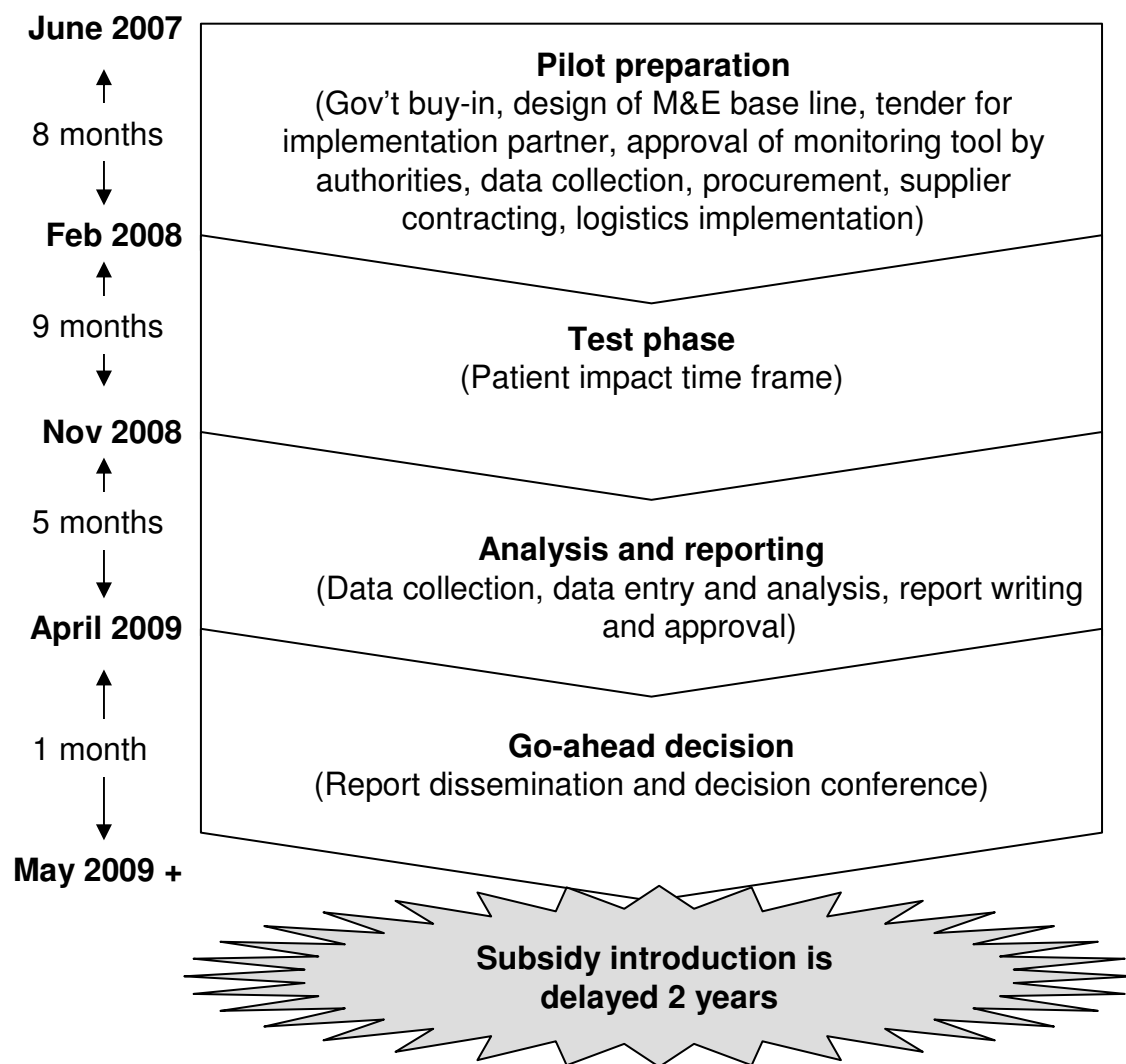 June 2007
Pilot preparation
(Gov't buy-in, design of M&E base line, tender for
8 months
implementation partner, approval of monitoring tool by
authorities, data collection, procurement, supplier
contracting, logistics implementation)
Feb 2008
9 months
Test phase
(Patient impact time frame)
Nov 2008
5 months
Analysis and reporting
(Data collection, data entry and analysis, report writing
and approval)
April 2009
1 month
Go-ahead decision
(Report dissemination and decision conference)
May 2009 +
Subsidy introduction is
delayed 2 years